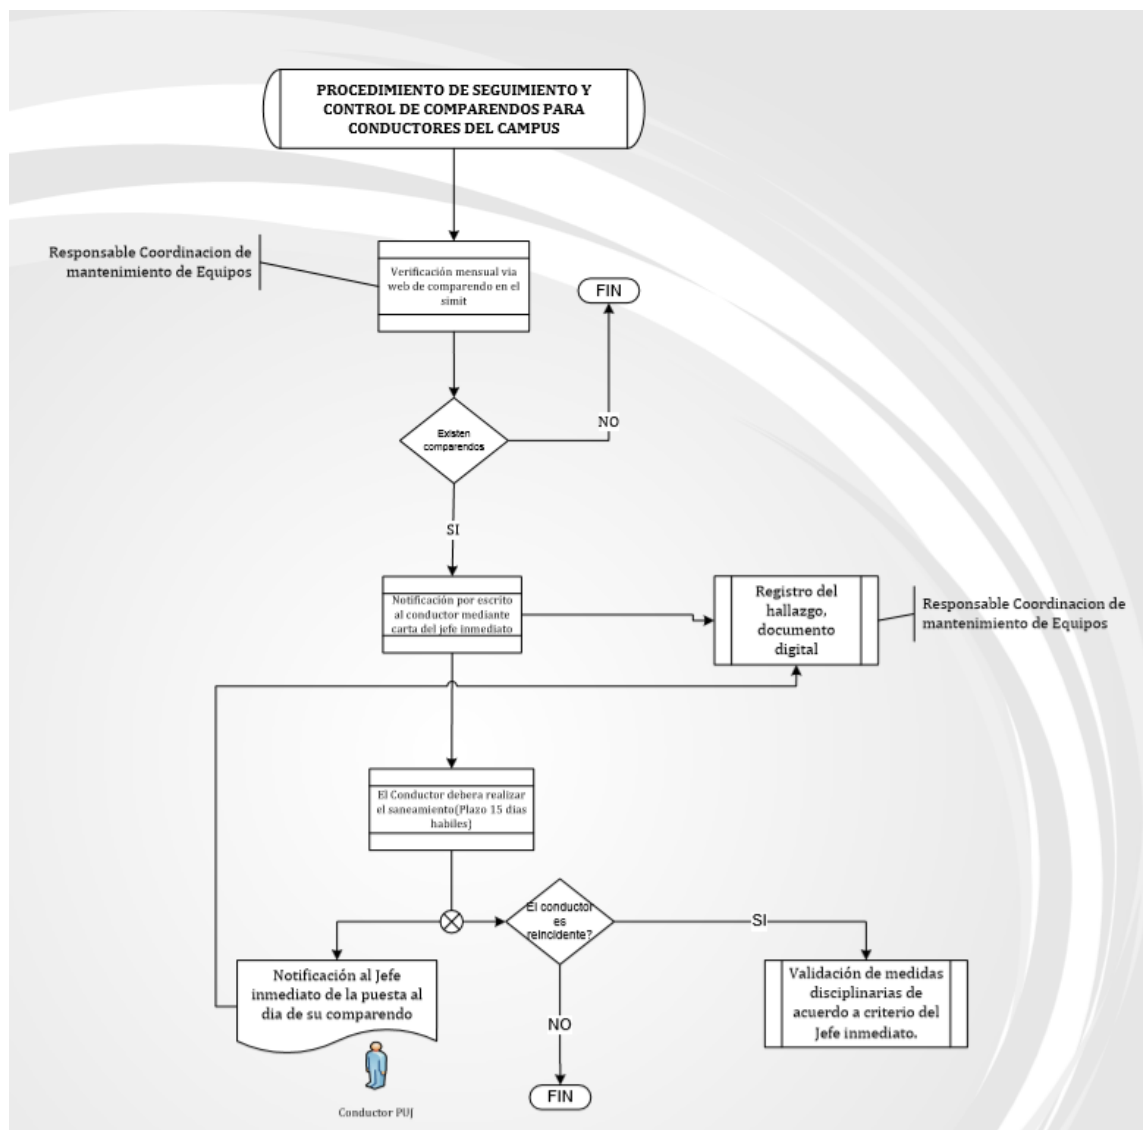 PROCEDIMIENTO DE SEGUIMIENTO Y
CONTROL DE COMPARENDOS PARA
CONDUCTORES DEL CAMPUS
Responsable Coordinacion de
mantenimiento de Equipos
Verificación mensual via
web de comparendo en el
simit
FIN
NO
Existen
comparendos
SI
Notificación por escrito
al conductor mediante
carta del jefe inmediato
Registro del
hallazgo,
documento
digital
Responsable Coordinacion de
mantenimiento de Equipos
El Conductor debera realizar
el saneamiento(Plazo 15 dias
habiles)
El conductor
es
reincidente?
SI
Notificación al Jefe
inmediato de la puesta al
dia de su comparendo
Validación de medidas
disciplinarias de
acuerdo a criterio del
Jefe inmediato.
NO
FIN
Conductor PUJ